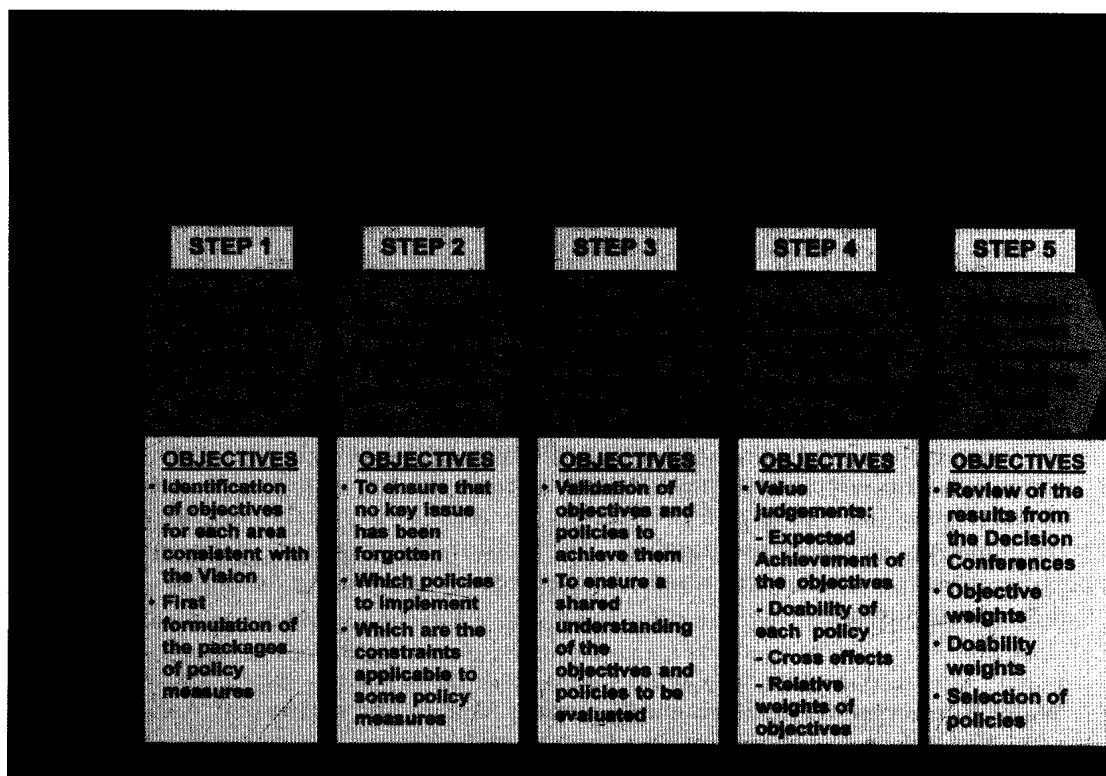 STEP 1
STEP 2
STEP 3
STEP 4
STEP 5
OBJECTIVES
• Identification
of objectives
for each area
consistent with
the Vision
• First
formulation of
the packages
of policy
measures
OBJECTIVES
• To ensure that
no key issue
has been
forgotten
• Which policies
to implement
• Which are the
constraints
applicable to
some policy
measures
OBJECTIVES
• Validation of
objectives and
policies to
achieve them
• To ensure a
shared
understanding
of the
objectives and
policies to be
evaluated
OBJECTIVES
• Value
judgements:
- Expected
Achievement of
the objectives
- Doability of
each policy
- Cross effects
- Relative
weights of
objectives
OBJECTIVES
• Review of the
results from
the Decision
Conferences
• Objective
weights
• Doability
weights
• Selection of
policies